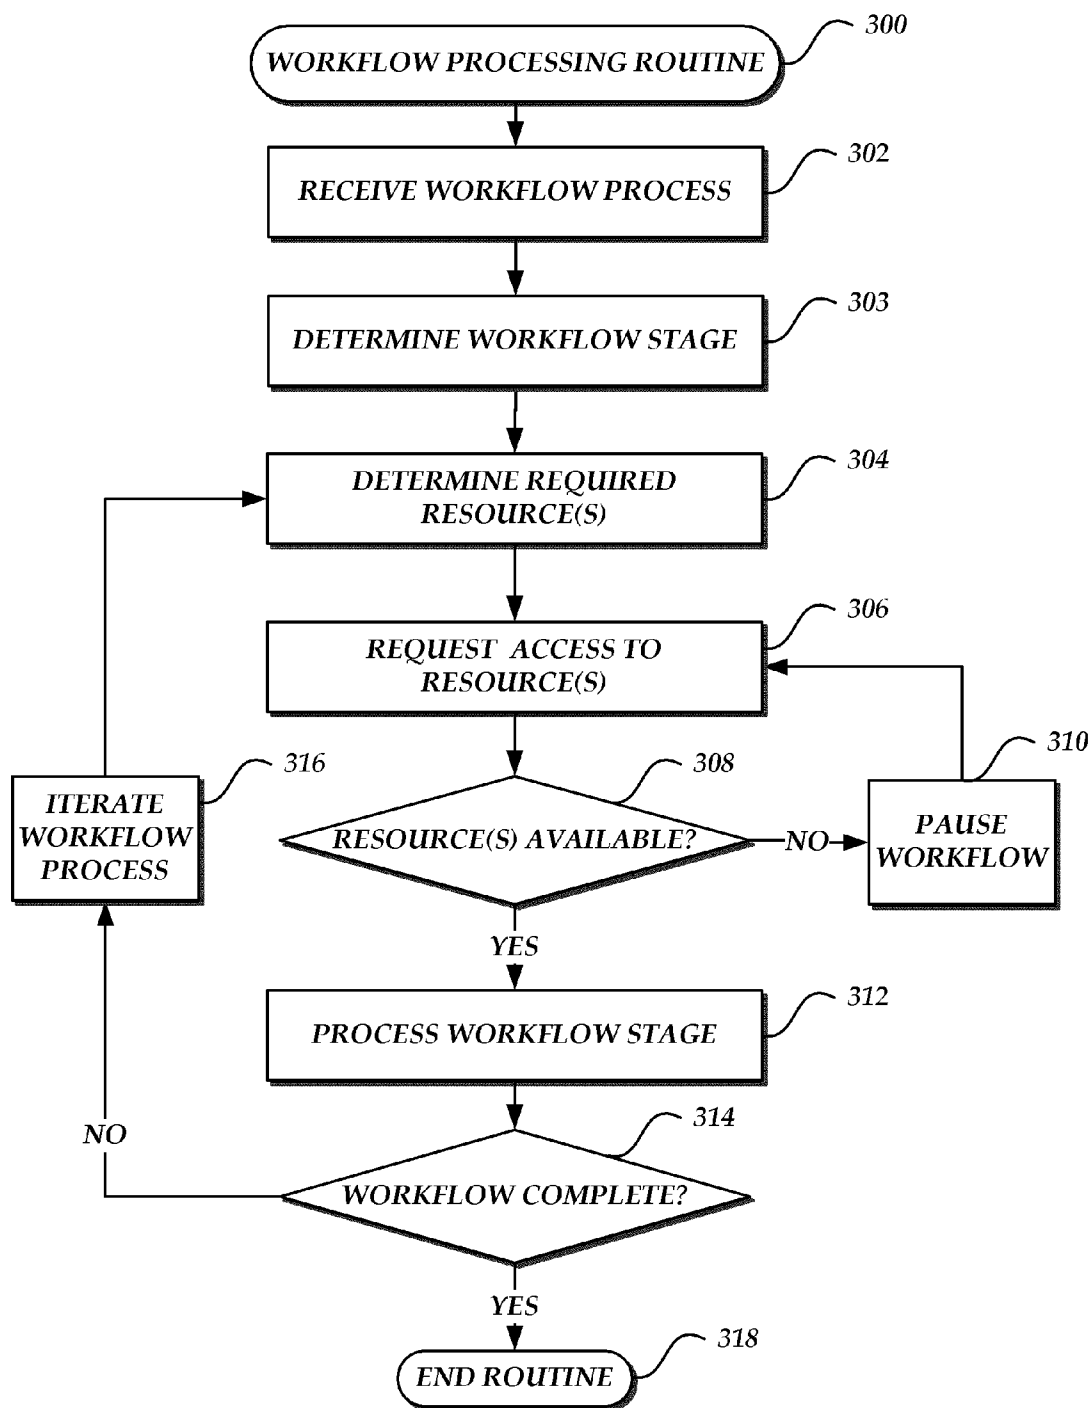 300
WORKFLOW PROCESSING ROUTINE
302
RECEIVE WORKFLOW PROCESS
303
DETERMINE WORKFLOW STAGE
304
DETERMINE REQUIRED
RESOURCE(S)
306
REQUEST ACCESS TO
RESOURCE(S)
316
308
310
ITERATE
WORKFLOW
PROCESS
RESOURCE(S) AVAILABLE?
NO
PAUSE
WORKFLOW
YES
312
PROCESS WORKFLOW STAGE
314
NO
WORKFLOW COMPLETE?
YES
318
END ROUTINE